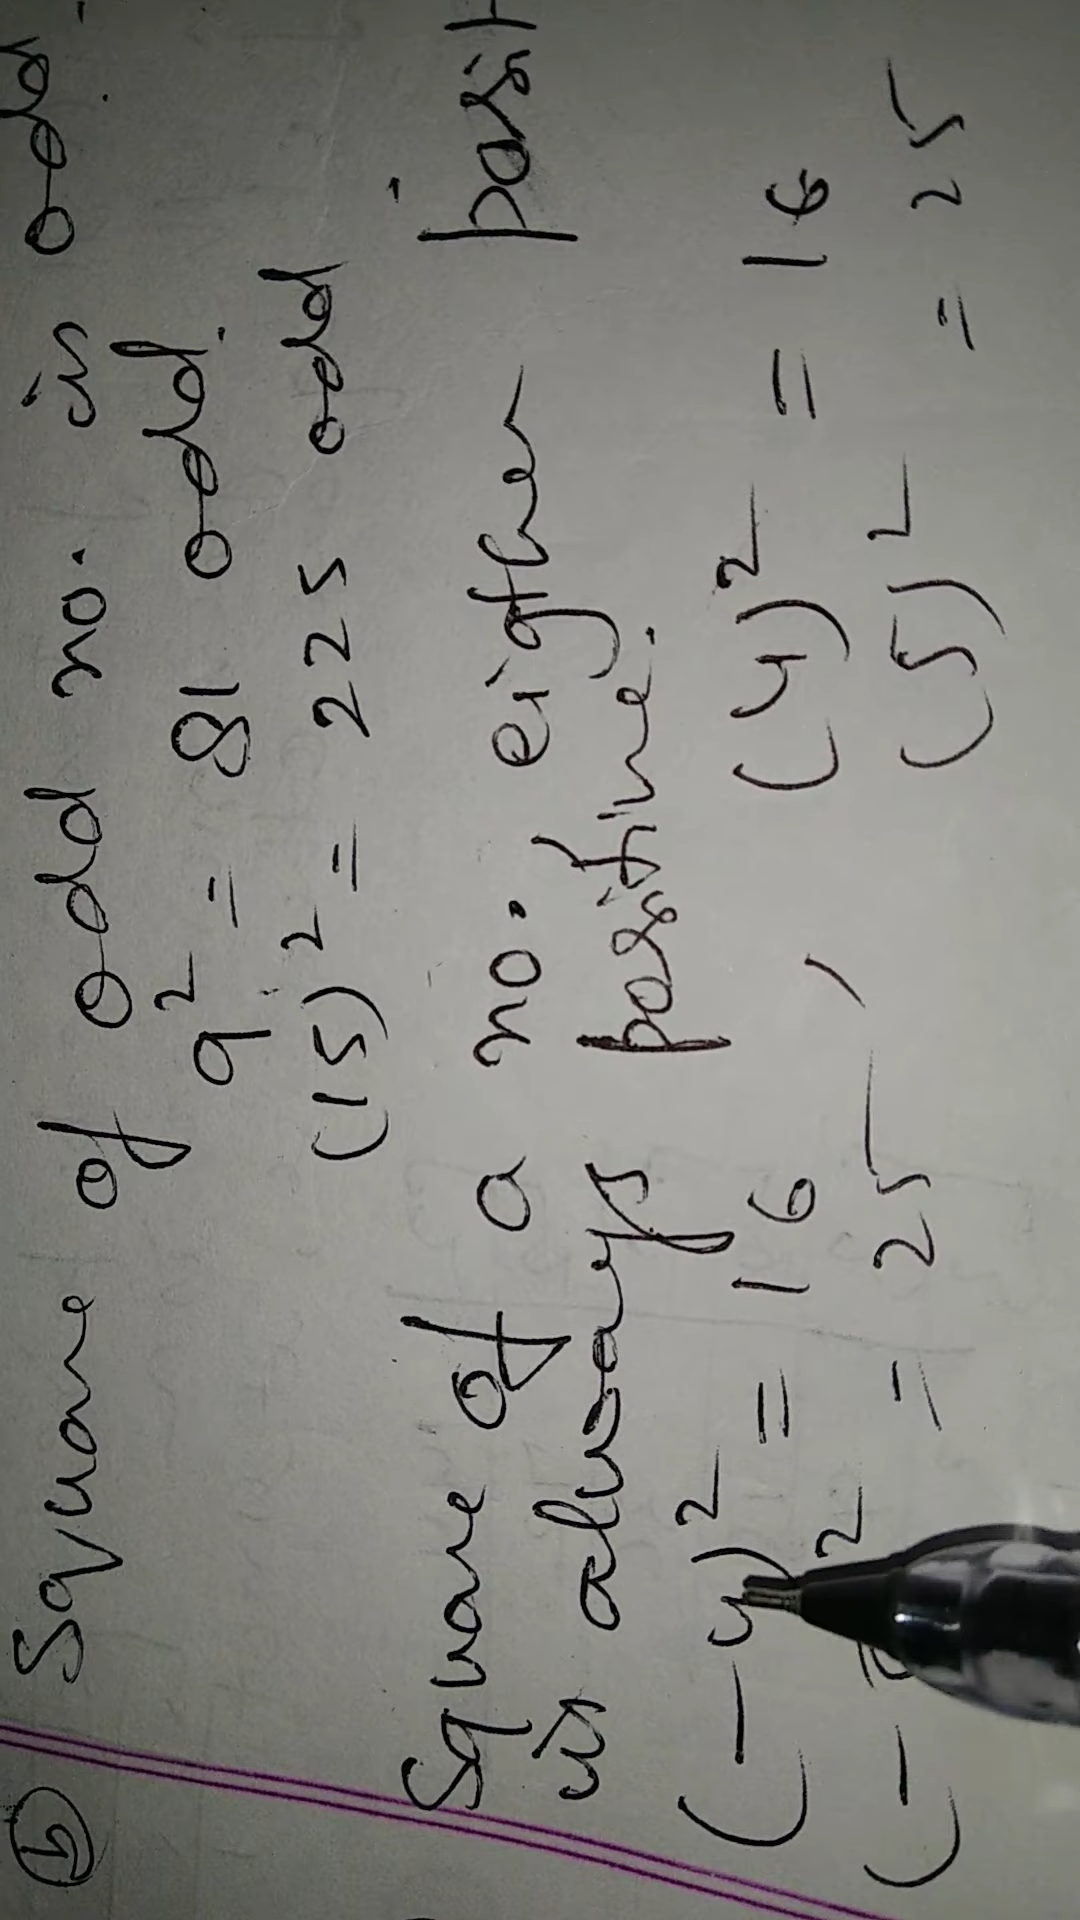 ⑤ Square of odd no. is odd
9² = 81 odd.
(15)² = 225 odd
Square of a no. eigther
is always positive.
(-4)² = 16 , (4)² = 16
² = 25 (5)² = 25